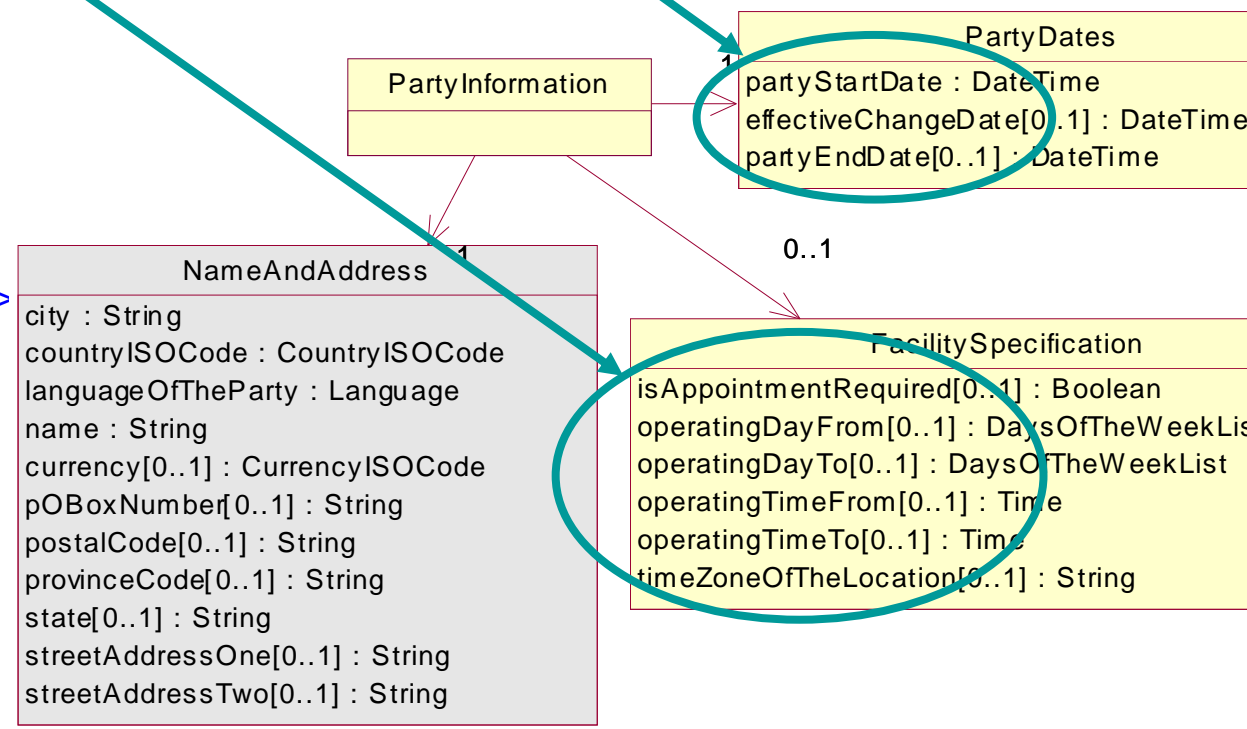 PartyDates
1
partyStartDate : DateTime
effectiveChangeDate[0..1] : DateTime
partyEndDate[0..1] : DateTime
PartyInformation
1
0..1
NameAndAddress
city : String
countryISOCode : CountryISOCode
languageOfTheParty : Language
name : String
currency[0..1] : CurrencyISOCode
pOBoxNumber[0..1] : String
postalCode[0..1] : String
provinceCode[0..1] : String
state[0..1] : String
streetAddressOne[0..1] : String
streetAddressTwo[0..1] : String
FacilitySpecification
isAppointmentRequired[0..1] : Boolean
operatingDayFrom[0..1] : DaysOfTheWeekLis
operatingDayTo[0..1] : DaysOfTheWeekList
operatingTimeFrom[0..1] : Time
operatingTimeTo[0..1] : Time
timeZoneOfTheLocation[0..1] : String